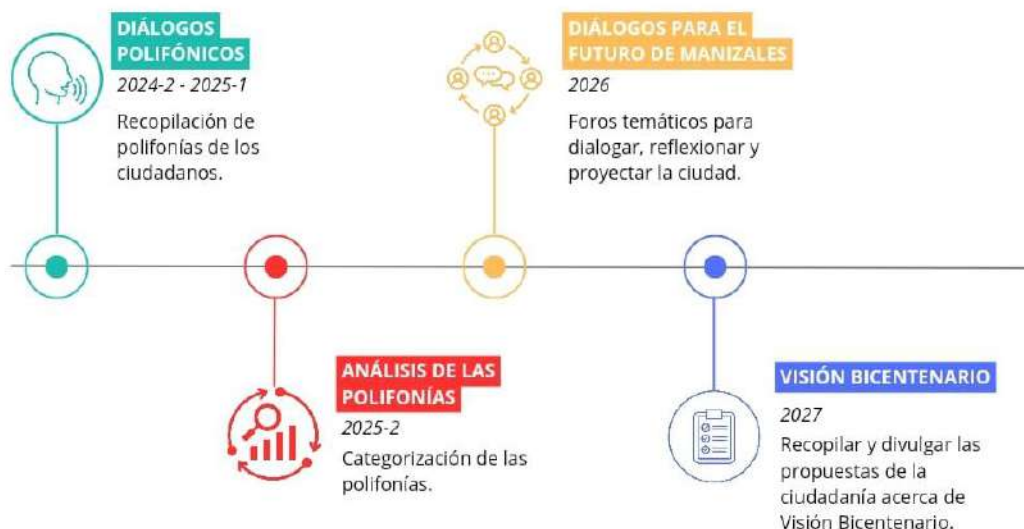 DIÁLOGOS
POLIFÓNICOS
2024-2 - 2025-1
Recopilación de
polifonías de los
ciudadanos.
ANÁLISIS DE LAS
POLIFONÍAS
2025-2
Categorización de las
polifonías.
DIÁLOGOS PARA EL
FUTURO DE MANIZALES
2026
Foros temáticos para
dialogar, reflexionar y
proyectar la ciudad.
VISIÓN BICENTENARIO
2027
Recopilar y divulgar las
propuestas de la
ciudadanía acerca de
Visión Bicentenario.